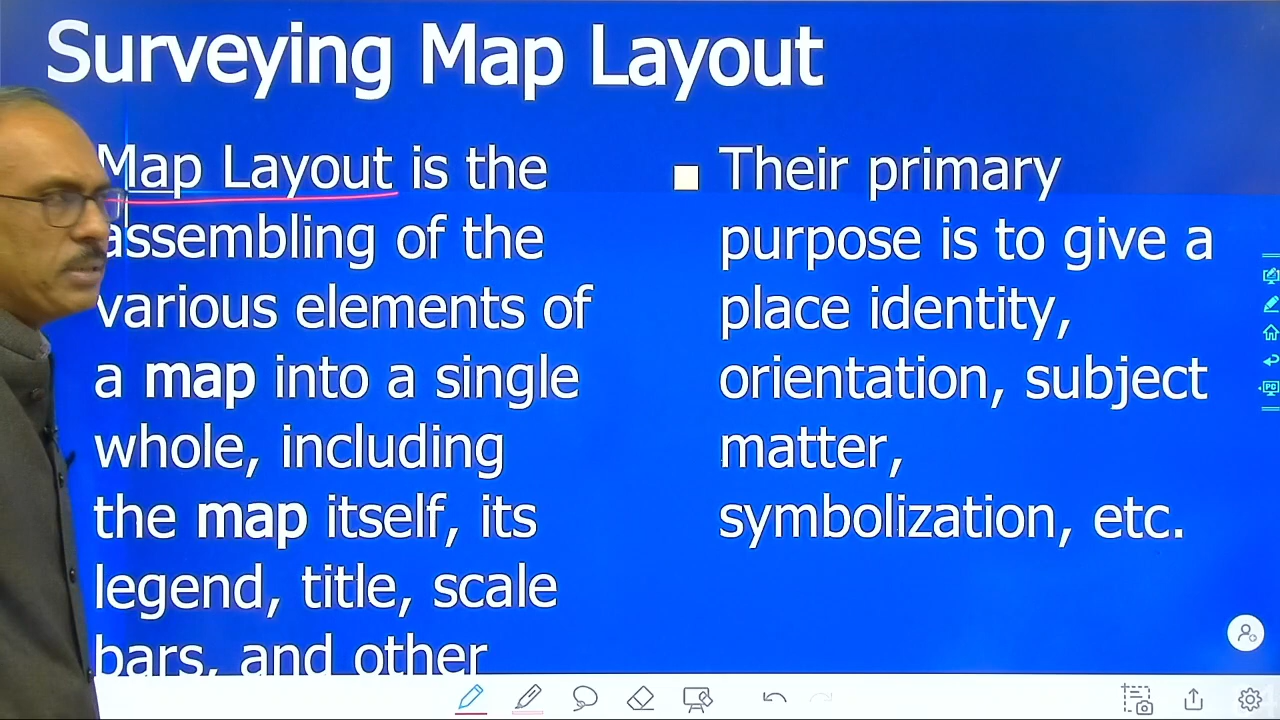 Surveying Map Layout
Map Layout is the
assembling of the
various elements of
a map into a single
whole, including
the map itself, its
legend, title, scale
bars, and other
Their primary
purpose is to give a
place identity,
orientation, subject
matter,
symbolization, etc.
PC